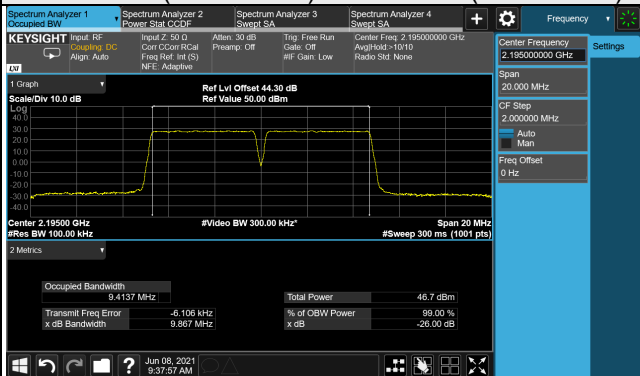 Spectrum Analyzer 1
Occupied BW
Spectrum Analyzer 2
Power Stat CCDF
Spectrum Analyzer 3
Swept SA
Spectrum Analyzer 4
Swept SA
Frequency
KEYSIGHT
LXI
Input: RF
Coupling: DC
Align: Auto
Input Z: 50 Ω
Corr CCorr RCal
Freq Ref: Int (S)
NFE: Adaptive
Atten: 30 dB
Preamp: Off
Trig: Free Run
Gate: Off
#IF Gain: Low
Center Freq: 2.195000000 GHz
Avg|Hold:>10/10
Radio Std: None
Center Frequency
2.195000000 GHz
Settings
Span
20.000 MHz
CF Step
2.000000 MHz
Auto
Man
Freq Offset
0 Hz
1 Graph
Scale/Div 10.0 dB
Ref Lvl Offset 44.30 dB
Ref Value 50.00 dBm
Log
40.0
30.0
20.0
10.0
0.00
-10.0
-20.0
-30.0
-40.0
Center 2.19500 GHz
#Res BW 100.00 kHz
#Video BW 300.00 kHz*
Span 20 MHz
#Sweep 300 ms (1001 pts)
2 Metrics
Occupied Bandwidth
9.4137 MHz
Transmit Freq Error -6.106 kHz
x dB Bandwidth 9.867 MHz
Total Power 46.7 dBm
% of OBW Power 99.00 %
x dB -26.00 dB
?
Jun 08, 2021
9:37:57 AM